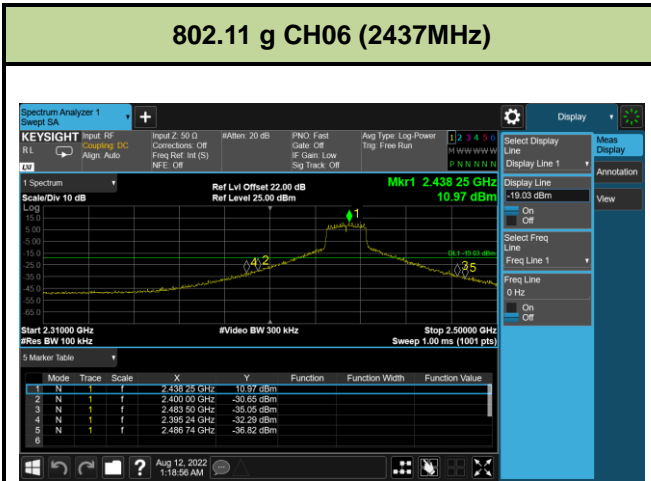 802.11 g CH06 (2437MHz)
Spectrum Analyzer 1
Swept SA
+
Display
KEYSIGHT Input: RF Input Z: 50 Ω #Atten: 20 dB PNO: Fast Avg Type: Log-Power 1 2 3 4 5 6
R L Coupling: DC Corrections: Off Gate: Off Trig: Free Run M W W W W W
Align: Auto Freq Ref: Int (S) IF Gain: Low
LXI NFE: Off Sig Track: Off P N N N N N
1 Spectrum
Scale/Div 10 dB
Ref Lvl Offset 22.00 dB
Ref Level 25.00 dBm
Mkr1 2.438 25 GHz
10.97 dBm
Log
15.0
5.00
-5.00
-15.0
-25.0
-35.0
-45.0
-55.0
-65.0
1
4 2
3 5
DL1 -19.03 dBm
Start 2.31000 GHz #Video BW 300 kHz Stop 2.50000 GHz
#Res BW 100 kHz Sweep 1.00 ms (1001 pts)
5 Marker Table
Mode Trace Scale X Y Function Function Width Function Value
1 N 1 f 2.438 25 GHz 10.97 dBm
2 N 1 f 2.400 00 GHz -30.65 dBm
3 N 1 f 2.483 50 GHz -35.05 dBm
4 N 1 f 2.395 24 GHz -32.29 dBm
5 N 1 f 2.486 74 GHz -36.82 dBm
6
Select Display
Line
Display Line 1
Display Line
-19.03 dBm
On
Off
Select Freq
Line
Freq Line 1
Freq Line
0 Hz
On
Off
Meas
Display
Annotation
View
?
Aug 12, 2022
1:18:56 AM